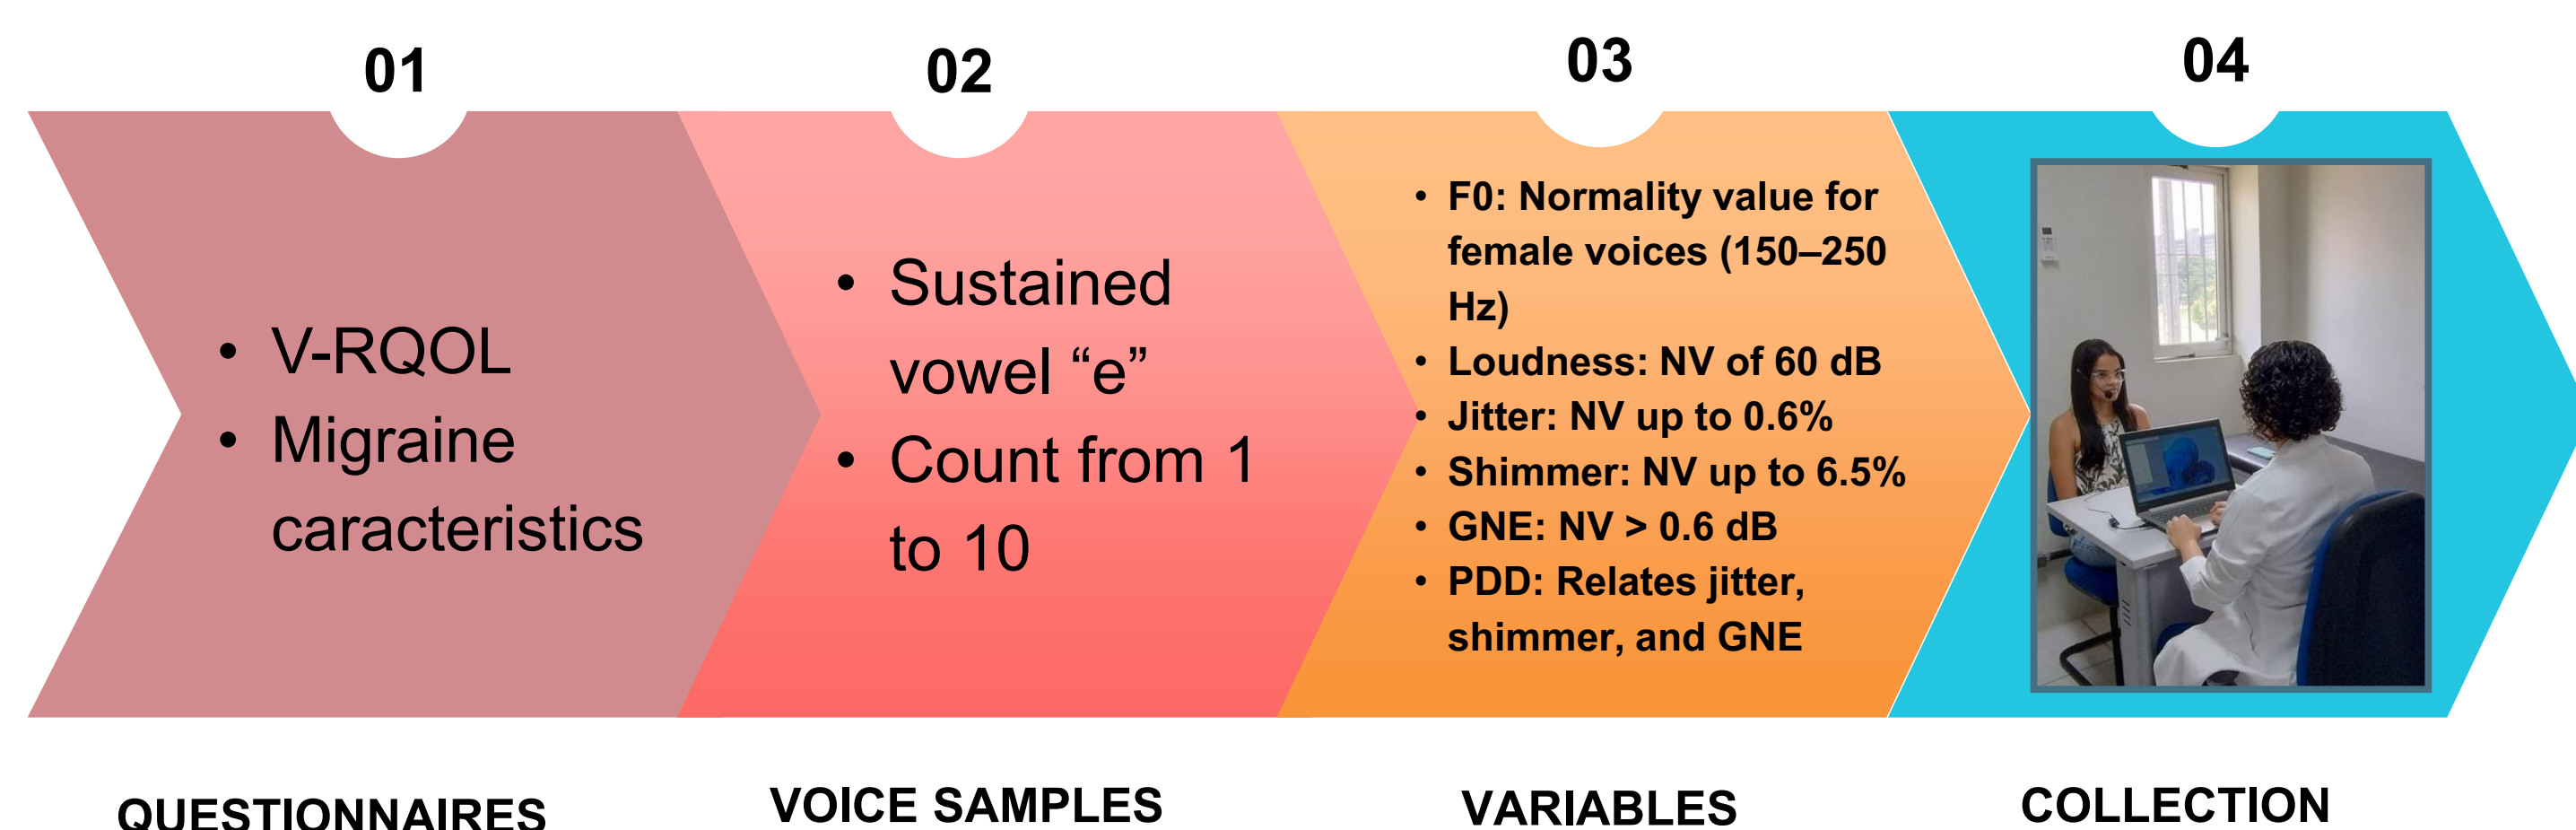 01
• V-RQOL
• Migraine
caracteristics
QUESTIONNAIRES
02
• Sustained
vowel “e”
• Count from 1
to 10
VOICE SAMPLES
03
• F0: Normality value for
female voices (150–250
Hz)
• Loudness: NV of 60 dB
• Jitter: NV up to 0.6%
• Shimmer: NV up to 6.5%
• GNE: NV > 0.6 dB
• PDD: Relates jitter,
shimmer, and GNE
VARIABLES
04
COLLECTION